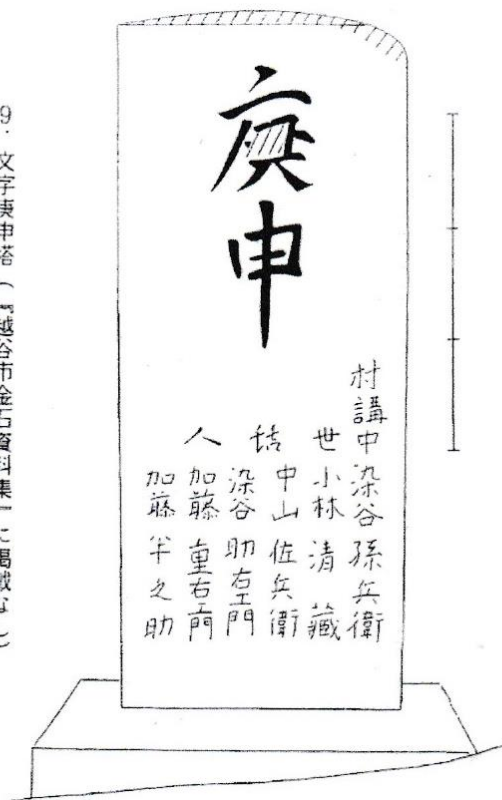 庚申
村講中
世話人
染谷孫兵衛
小林清藏
中山佐兵衛
染谷助右エ門
加藤重右エ門
加藤半之助
9．文字庚申塔（『越谷市金石資料集』に掲載なし）